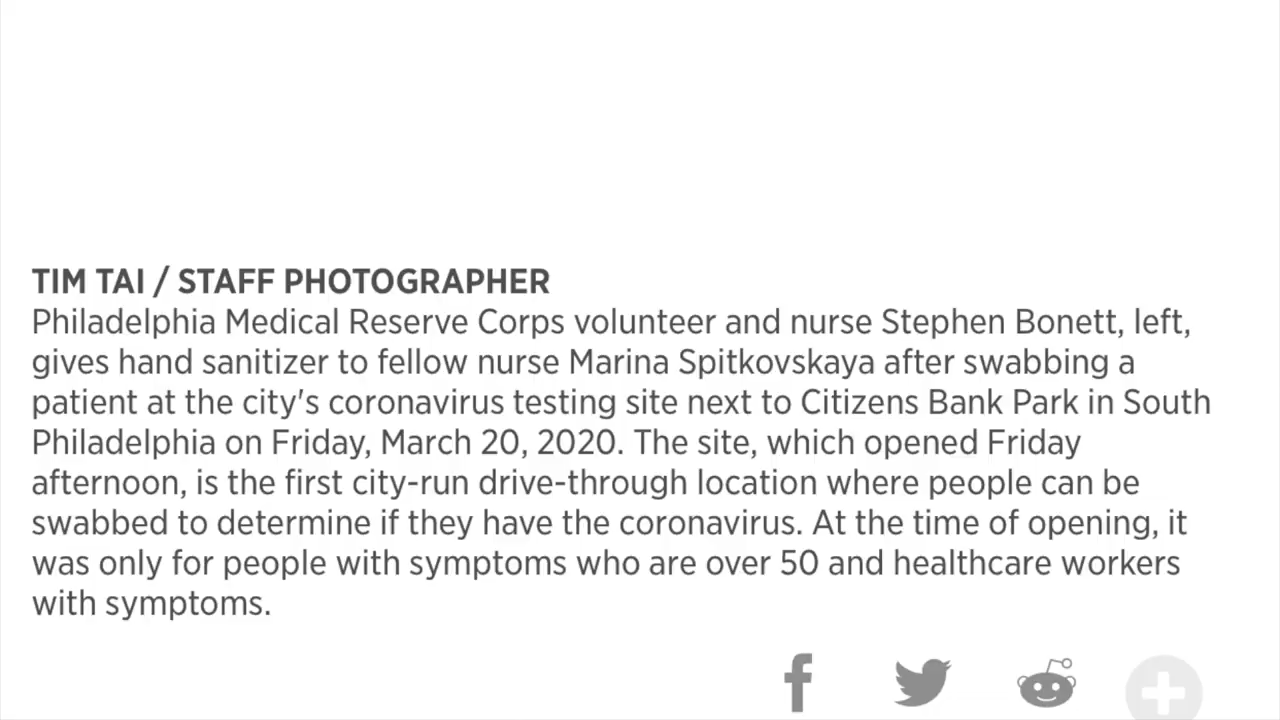 TIM TAI / STAFF PHOTOGRAPHER
Philadelphia Medical Reserve Corps volunteer and nurse Stephen Bonett, left,
gives hand sanitizer to fellow nurse Marina Spitkovskaya after swabbing a
patient at the city's coronavirus testing site next to Citizens Bank Park in South
Philadelphia on Friday, March 20, 2020. The site, which opened Friday
afternoon, is the first city-run drive-through location where people can be
swabbed to determine if they have the coronavirus. At the time of opening, it
was only for people with symptoms who are over 50 and healthcare workers
with symptoms.